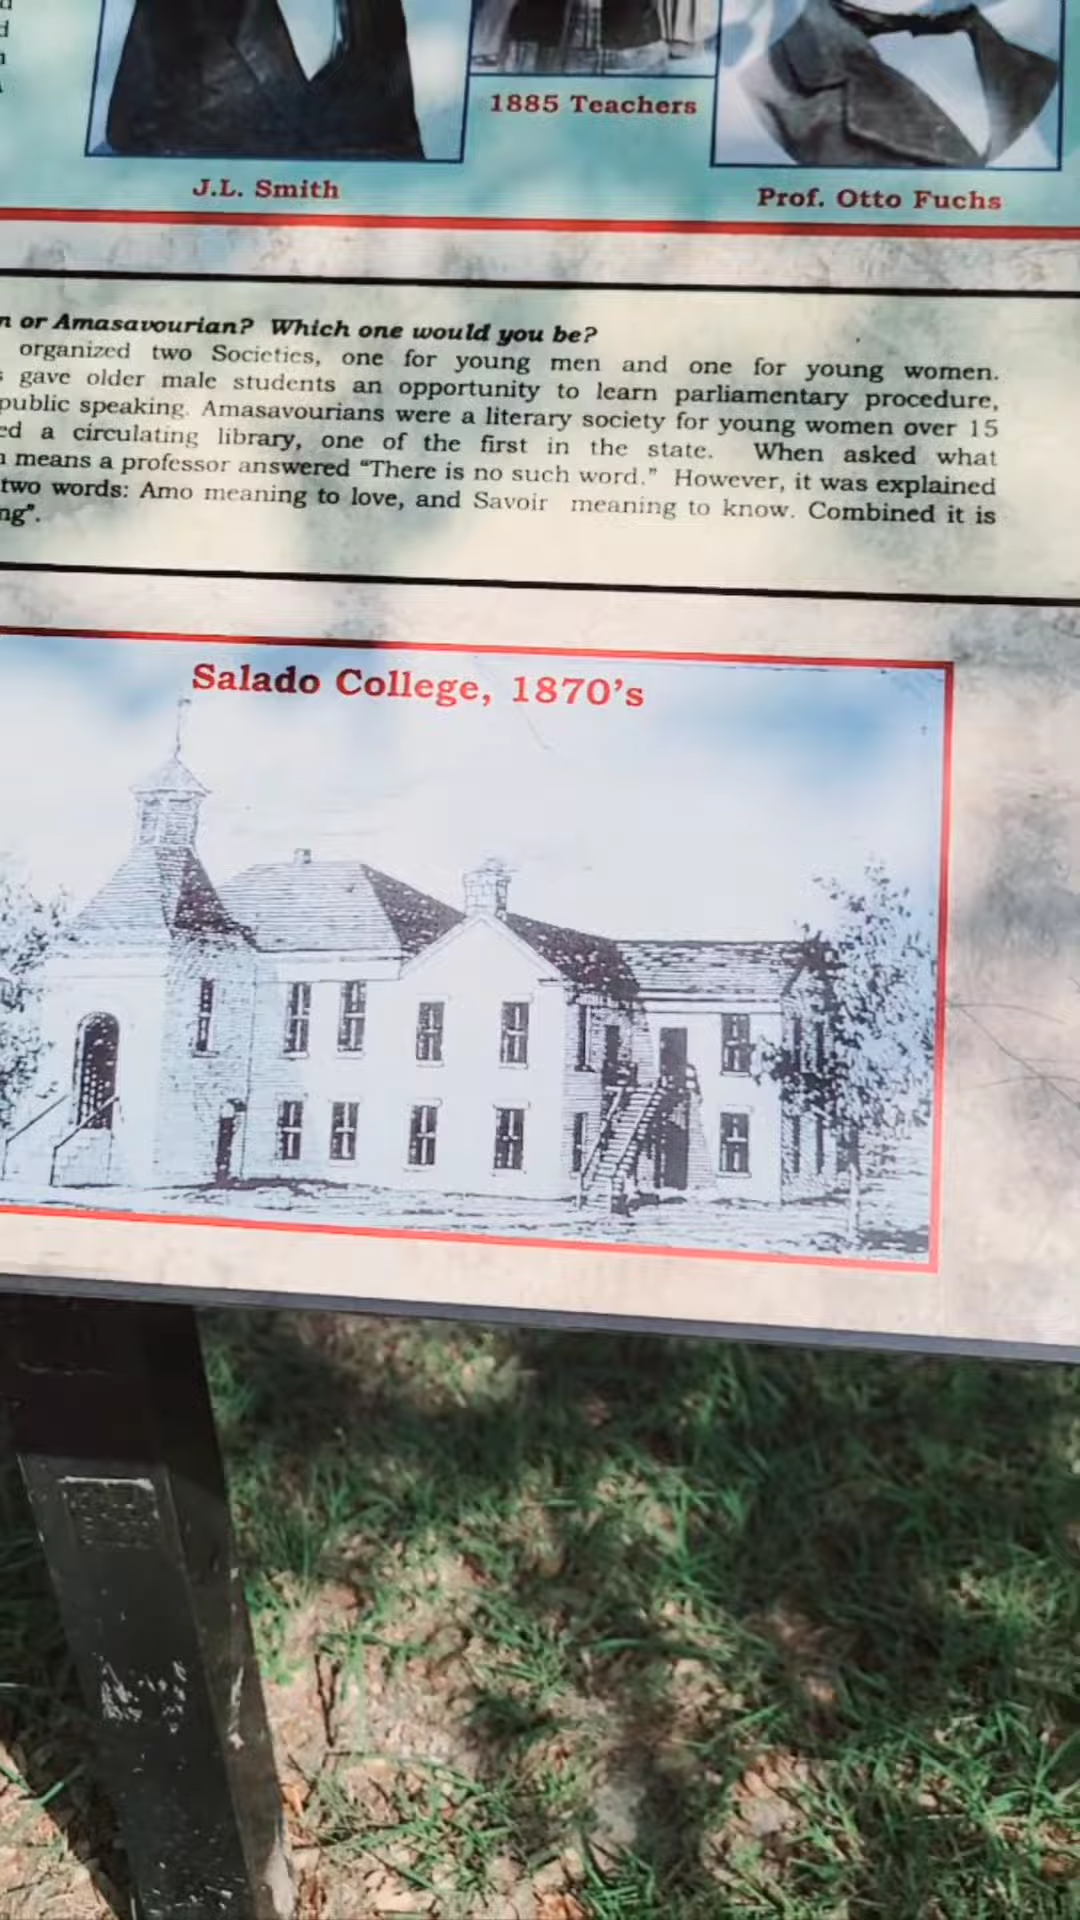 1885 Teachers
J.L. Smith
Prof. Otto Fuchs
or Amasavourian? Which one would you be?
organized two Societies, one for young men and one for young women.
gave older male students an opportunity to learn parliamentary procedure,
public speaking. Amasavourians were a literary society for young women over 15
a circulating library, one of the first in the state. When asked what
means a professor answered “There is no such word.” However, it was explained
two words: Amo meaning to love, and Savoir meaning to know. Combined it is
ng”.
Salado College, 1870’s